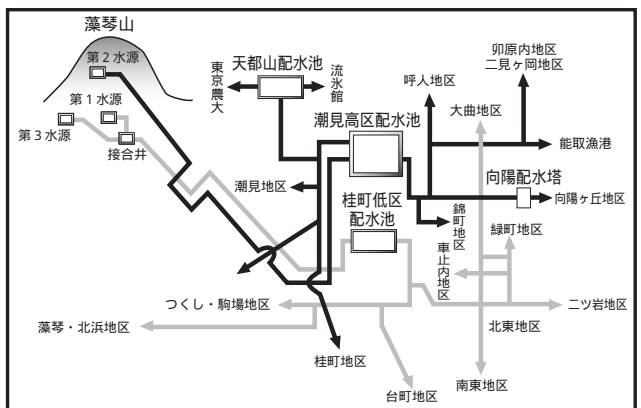 藻琴山
第２水源
第１水源
第３水源
接合井
天都山配水池
東京農大
流氷館
潮見高区配水池
呼人地区
卯原内地区
二見ヶ岡地区
大曲地区
能取漁港
潮見地区
向陽配水塔
向陽ヶ丘地区
桂町低区
配水池
錦町地区
緑町地区
車止内地区
つくし・駒場地区
二ツ岩地区
藻琴・北浜地区
北東地区
桂町地区
台町地区
南東地区